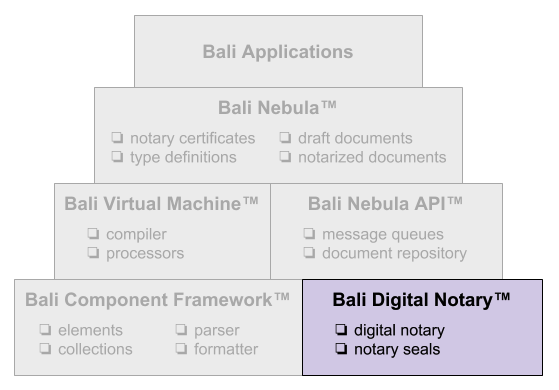 Bali Applications
Bali Nebula™
❏ notary certificates ❏ draft documents
❏ type definitions ❏ notarized documents
Bali Virtual Machine™ Bali Nebula API™
❏ compiler ❏ message queues
❏ processors ❏ document repository
Bali Component Framework™ Bali Digital Notary™
❏ elements ❏ parser ❏ digital notary
❏ collections ❏ formatter ❏ notary seals